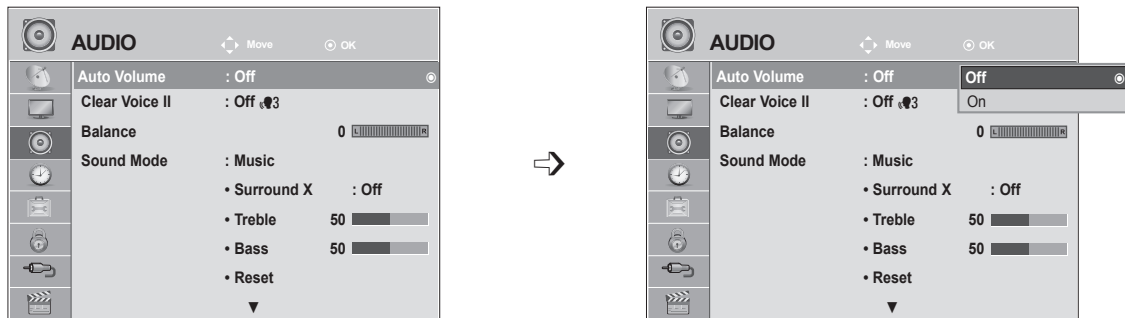 AUDIO Move OK
Auto Volume : Off
Clear Voice II : Off 3
Balance 0 L R
Sound Mode : Music
• Surround X : Off
• Treble 50
• Bass 50
• Reset
AUDIO Move OK
Auto Volume : Off
Off
On
Clear Voice II : Off 3
Balance 0 L R
Sound Mode : Music
• Surround X : Off
• Treble 50
• Bass 50
• Reset